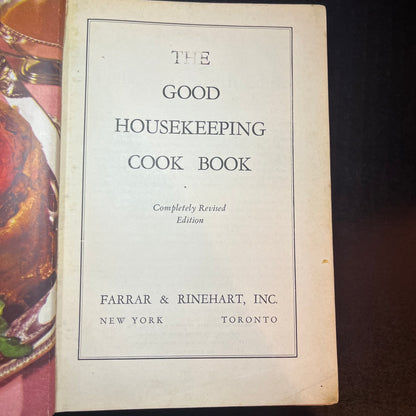 THE
GOOD
HOUSEKEEPING
COOK BOOK
Completely Revised
Edition
FARRAR & RINEHART, INC.
NEW YORK TORONTO